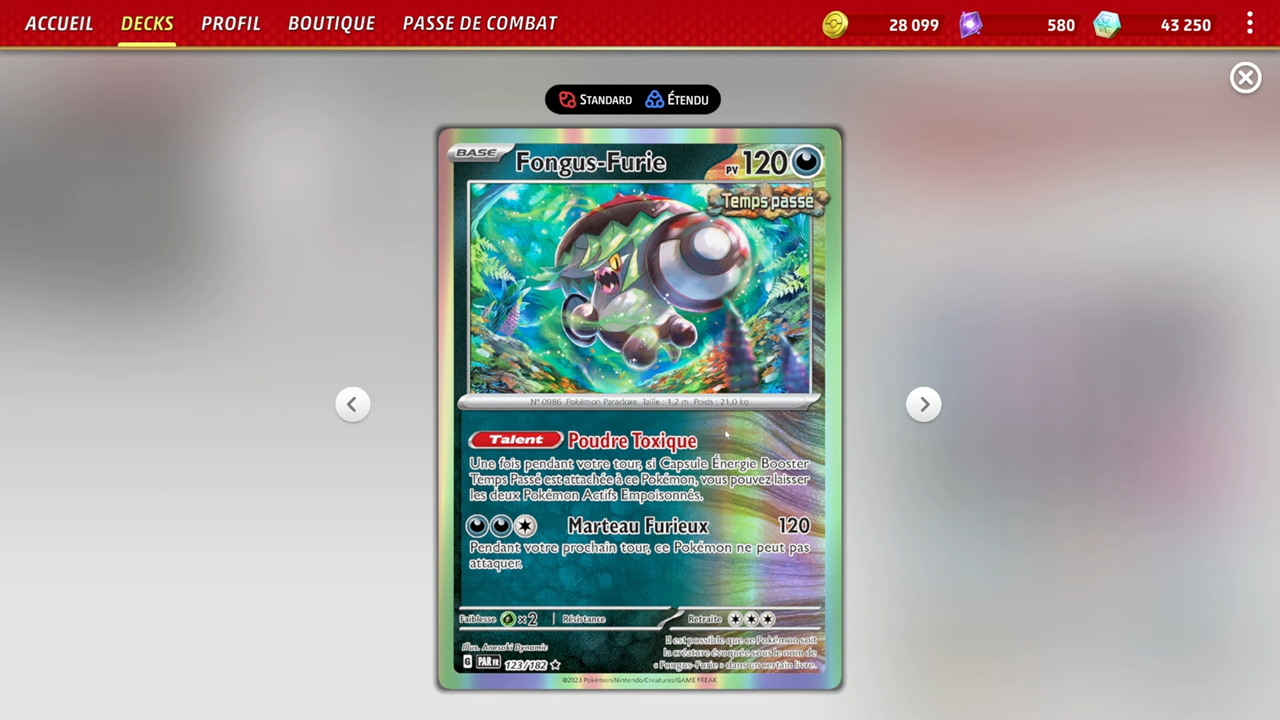 ACCUEIL DECKS PROFIL BOUTIQUE PASSE DE COMBAT 28 099 580 43 250
STANDARD ÉTENDU
BASE Fongus-Furie PV 120
Temps passé
N° 0986 Pokémon Paradoxe. Taille : 1,2 m Poids : 21,0 kg
Talent Poudre Toxique
Une fois pendant votre tour, si Capsule Énergie Booster
Temps Passé est attachée à ce Pokémon, vous pouvez laisser
les deux Pokémon Actifs Empoisonnés.
Marteau Furieux 120
Pendant votre prochain tour, ce Pokémon ne peut pas
attaquer.
Faiblesse ×2 Résistance Retraite
Illus. Anesaki Dynamic
Il est possible que ce Pokémon soit
la créature évoquée sous le nom de
« Fongus-Furie » dans un certain livre.
G PAR FR 123/182
©2023 Pokémon/Nintendo/Creatures/GAME FREAK